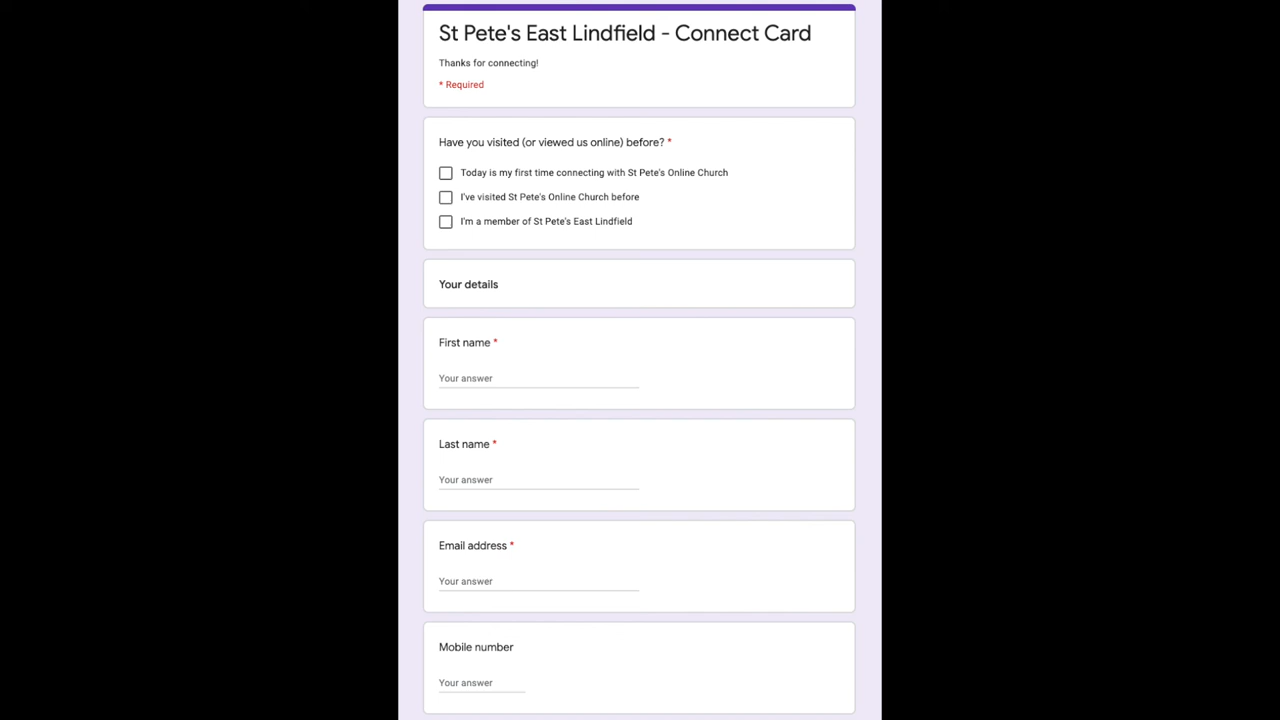 St Pete's East Lindfield - Connect Card
Thanks for connecting!
* Required
Have you visited (or viewed us online) before? *
Today is my first time connecting with St Pete's Online Church
I've visited St Pete's Online Church before
I'm a member of St Pete's East Lindfield
Your details
First name *
Your answer
Last name *
Your answer
Email address *
Your answer
Mobile number
Your answer